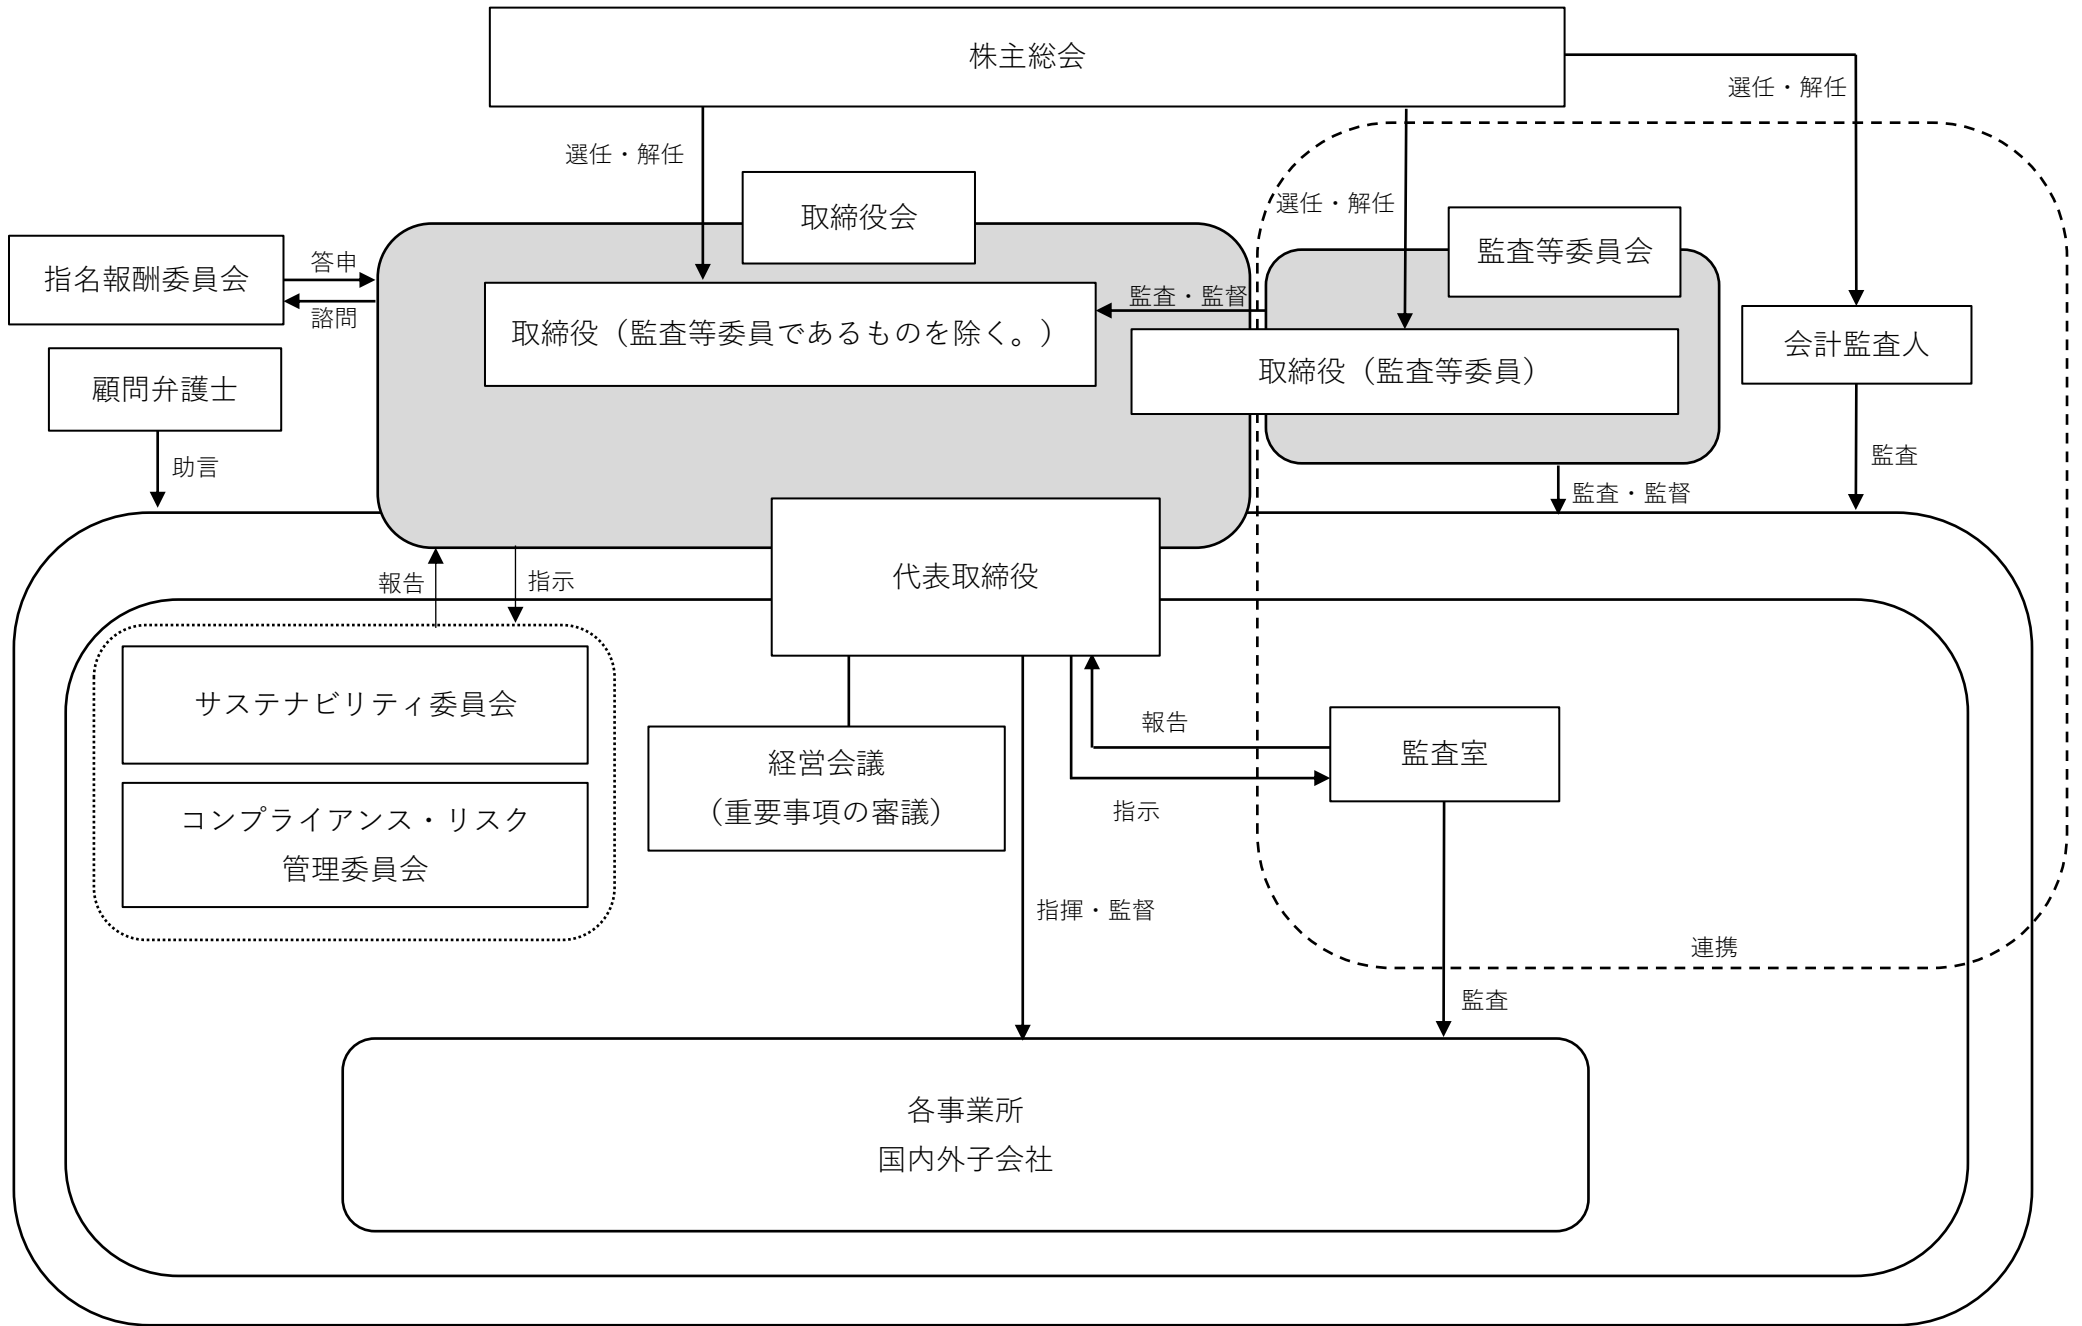 株主総会
選任・解任
選任・解任
取締役会
選任・解任
監査等委員会
指名報酬委員会
答申
諮問
監査・監督
取締役（監査等委員であるものを除く。）
会計監査人
取締役（監査等委員）
顧問弁護士
助言
監査
監査・監督
代表取締役
報告
指示
サステナビリティ委員会
報告
監査室
経営会議
（重要事項の審議）
指示
コンプライアンス・リスク
管理委員会
指揮・監督
連携
監査
各事業所
国内外子会社